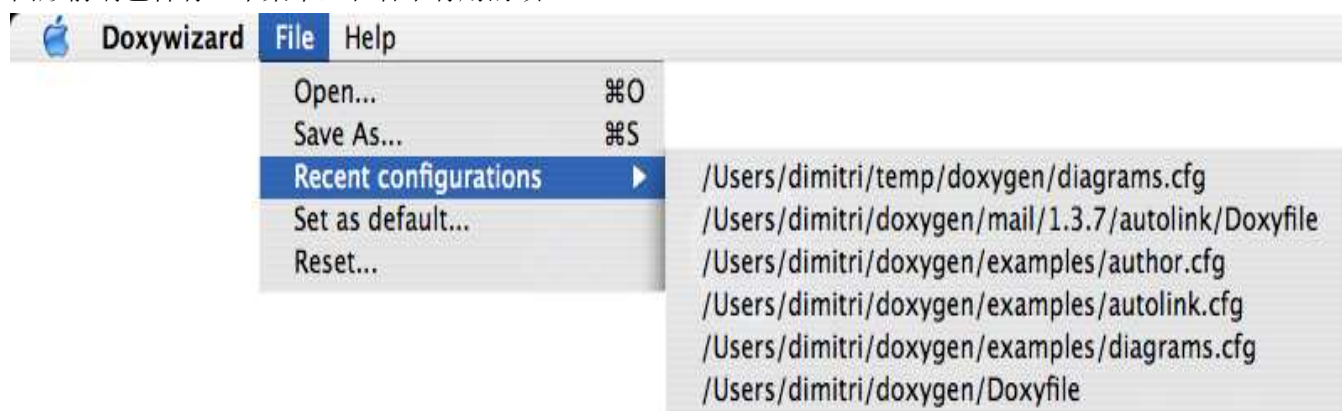 Doxywizard File Help
Open... ⌘O
Save As... ⌘S
Recent configurations
Set as default...
Reset...
/Users/dimitri/temp/doxygen/diagrams.cfg
/Users/dimitri/doxygen/mail/1.3.7/autolink/Doxyfile
/Users/dimitri/doxygen/examples/author.cfg
/Users/dimitri/doxygen/examples/autolink.cfg
/Users/dimitri/doxygen/examples/diagrams.cfg
/Users/dimitri/doxygen/Doxyfile